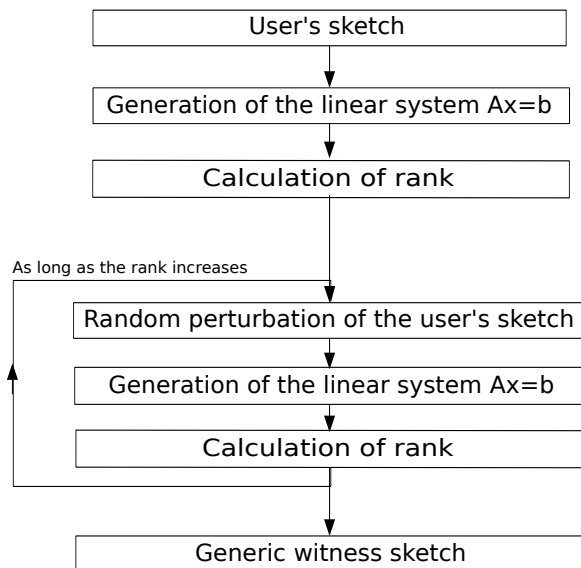 User's sketch
Generation of the linear system Ax=b
Calculation of rank
As long as the rank increases
Random perturbation of the user's sketch
Generation of the linear system Ax=b
Calculation of rank
Generic witness sketch